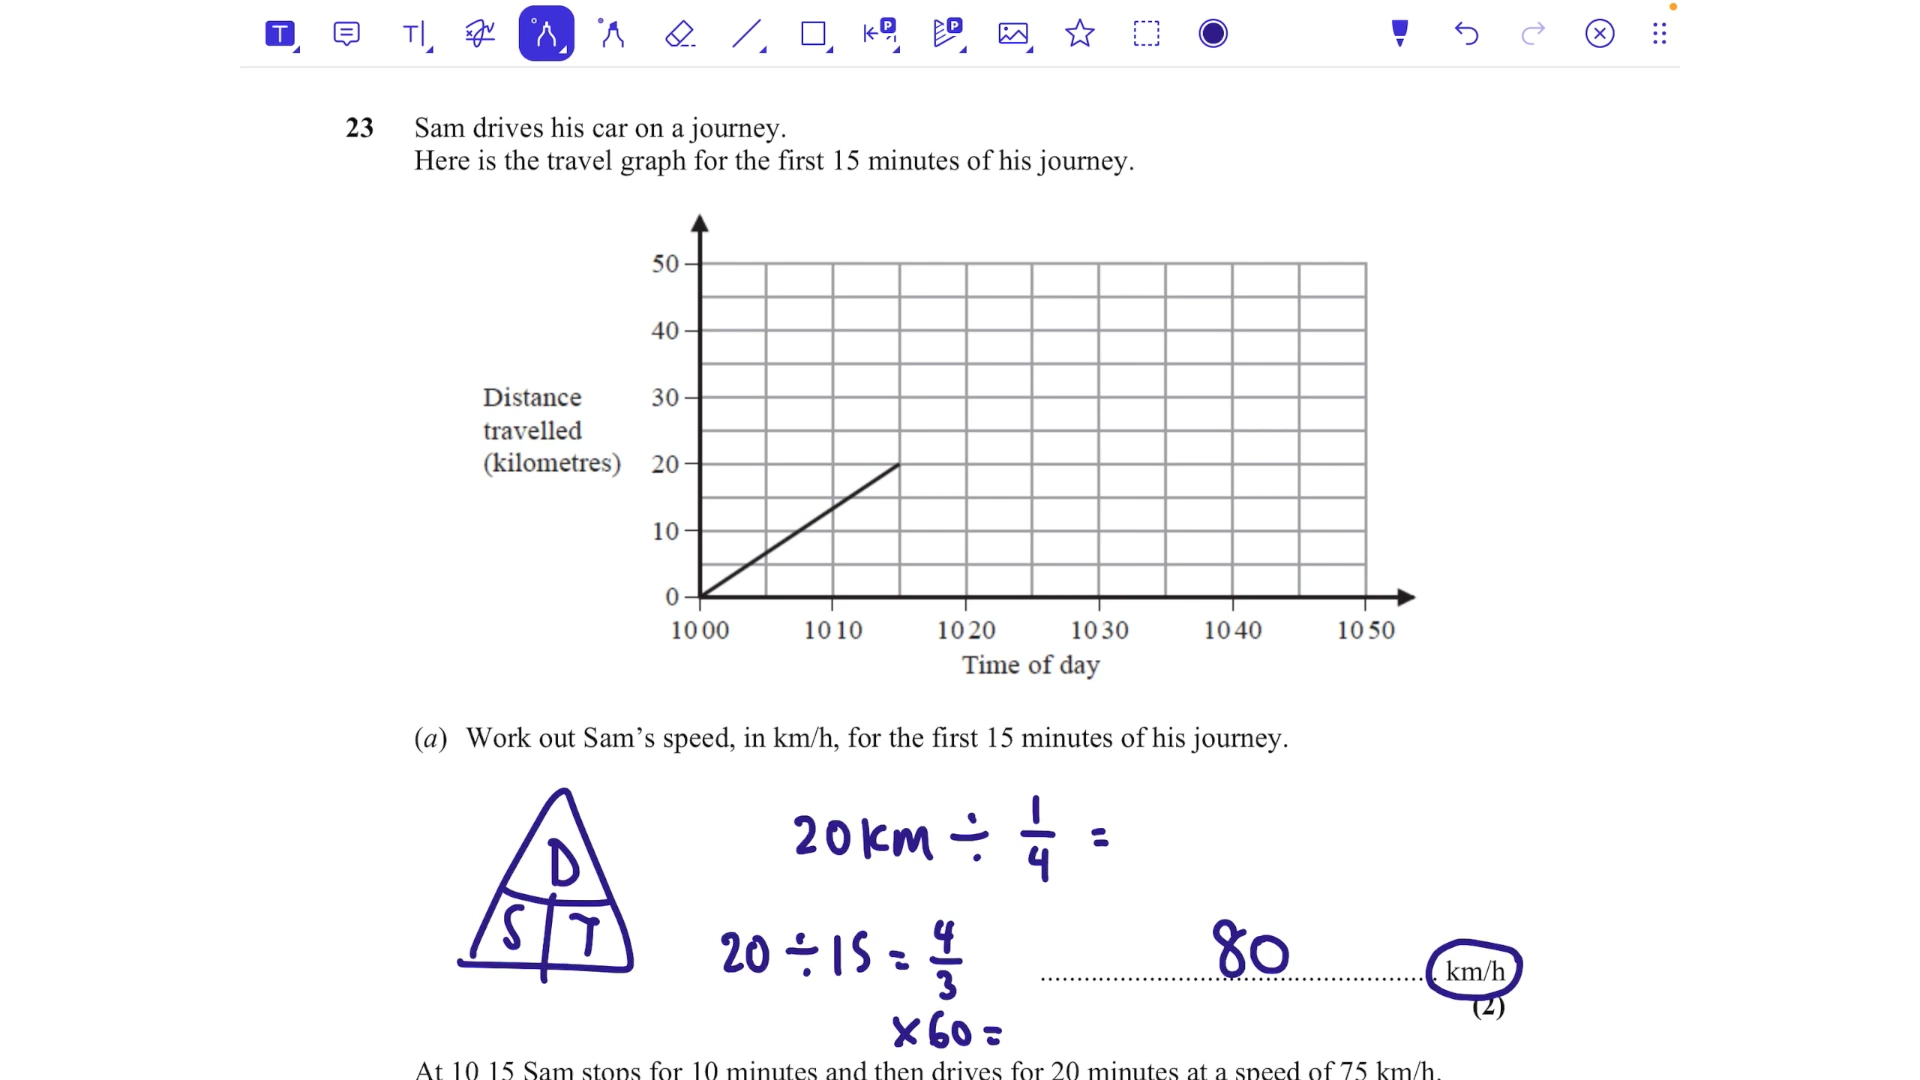 23 Sam drives his car on a journey.
Here is the travel graph for the first 15 minutes of his journey.
50
40
30
20
10
0
Distance
travelled
(kilometres)
10 00 10 10 10 20 10 30 10 40 10 50
Time of day
(a) Work out Sam's speed, in km/h, for the first 15 minutes of his journey.
D
S T
20 km ÷ 1/4 =
20 ÷ 15 = 4/3
× 60 =
80 km/h
(2)
At 10 15 Sam stops for 10 minutes and then drives for 20 minutes at a speed of 75 km/h.